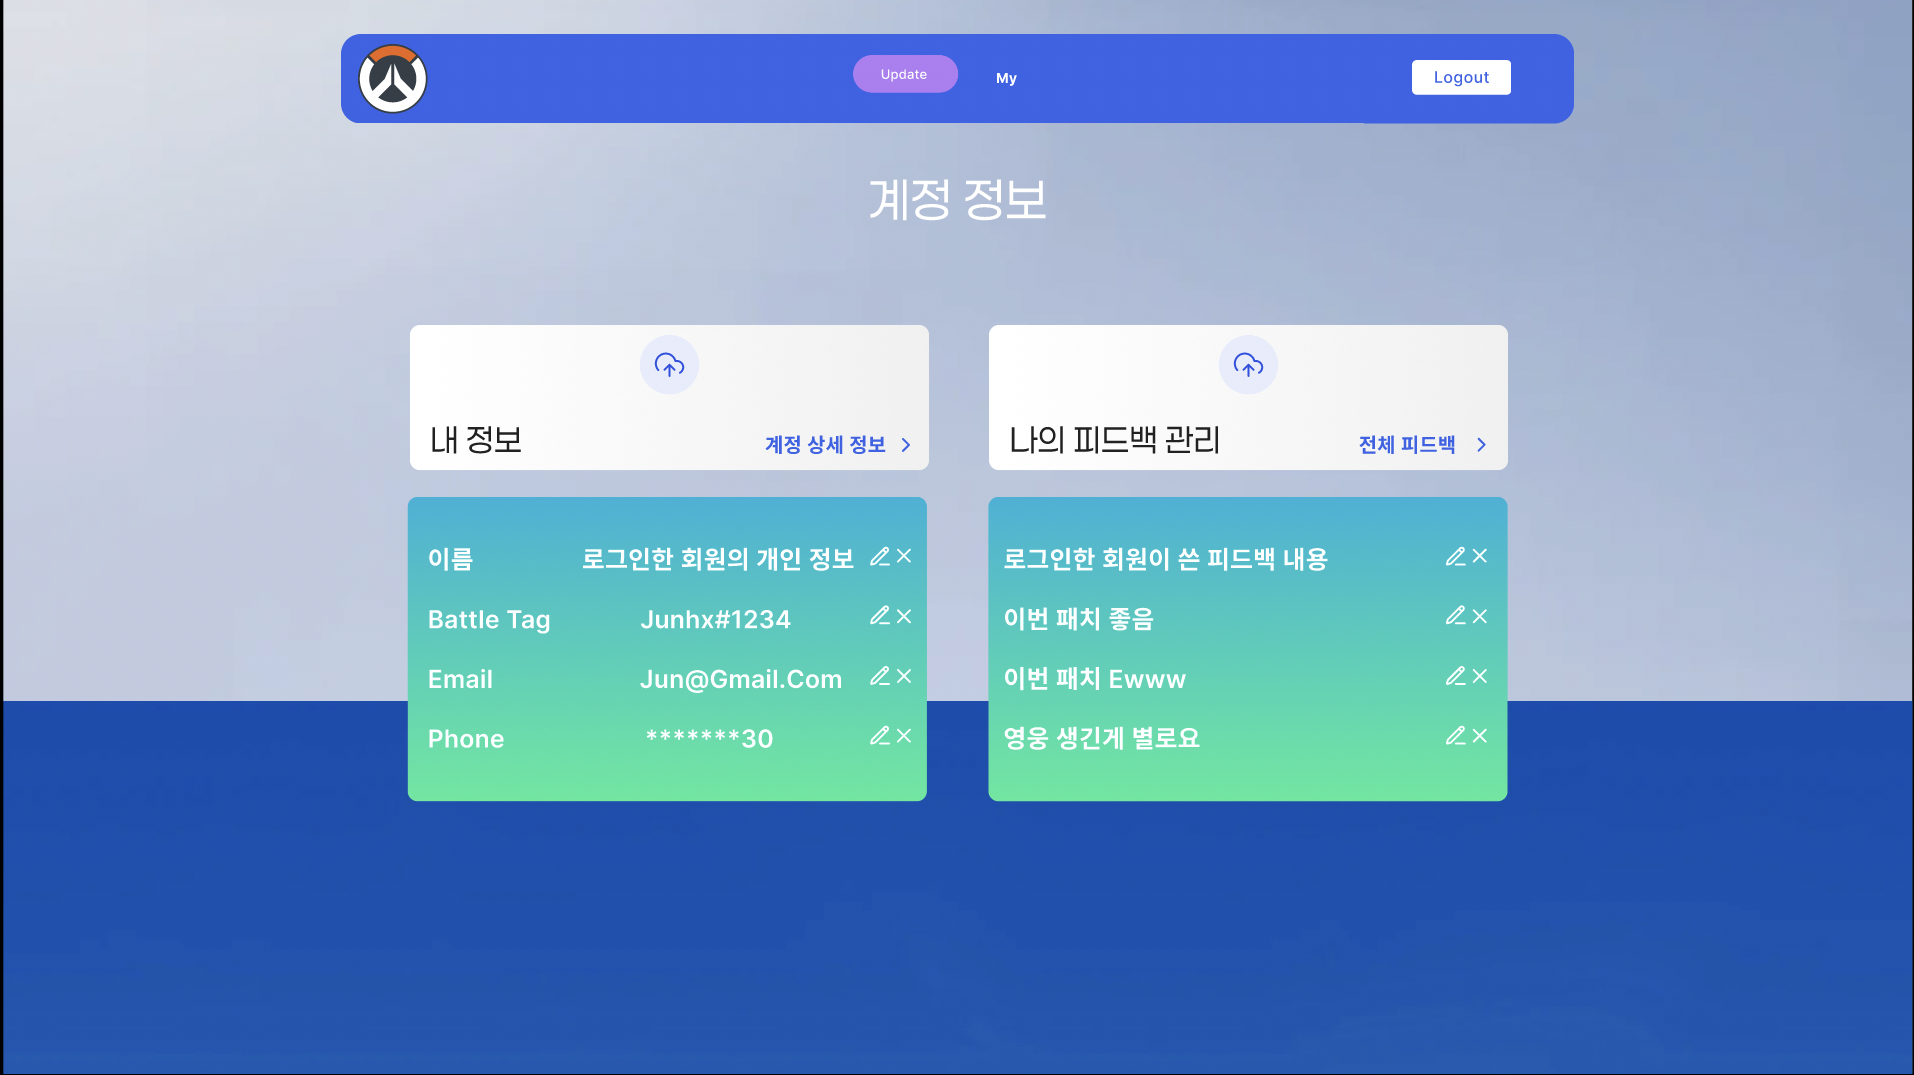 Update
My
Logout
계정 정보
내 정보
계정 상세 정보
나의 피드백 관리
전체 피드백
이름 로그인한 회원의 개인 정보
Battle Tag Junhx#1234
Email Jun@Gmail.Com
Phone *******30
로그인한 회원이 쓴 피드백 내용
이번 패치 좋음
이번 패치 Ewww
영웅 생긴게 별로요